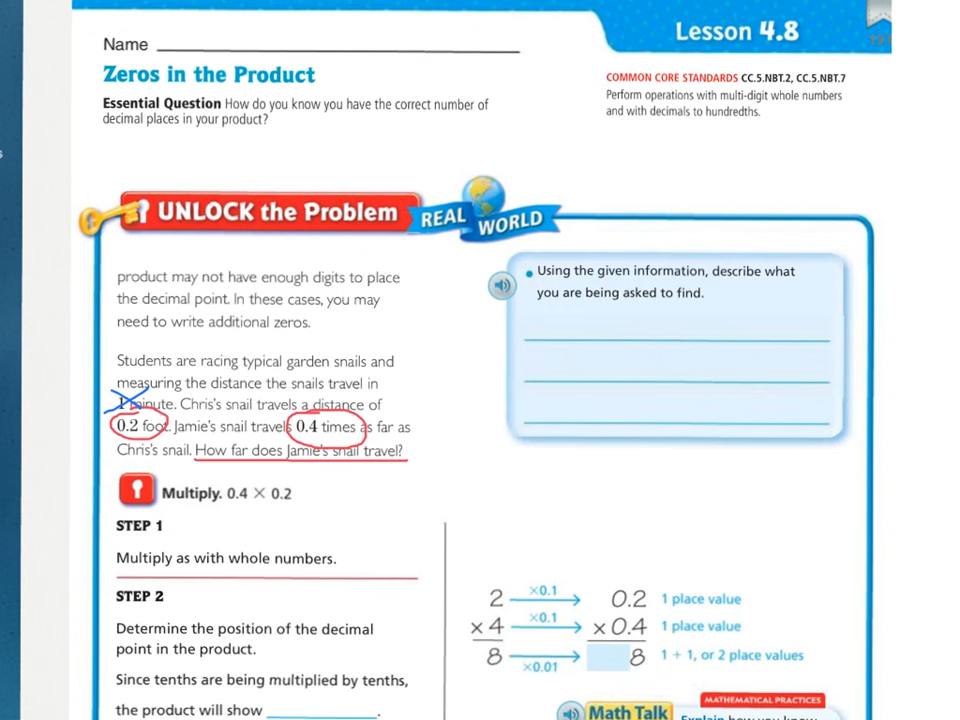 s
Lesson 4.8
Name
Zeros in the Product
Essential Question How do you know you have the correct number of
decimal places in your product?
COMMON CORE STANDARDS CC.5.NBT.2, CC.5.NBT.7
Perform operations with multi-digit whole numbers
and with decimals to hundredths.
UNLOCK the Problem
REAL WORLD
product may not have enough digits to place
the decimal point. In these cases, you may
need to write additional zeros.
Students are racing typical garden snails and
measuring the distance the snails travel in
1 minute. Chris's snail travels a distance of
0.2 foot. Jamie's snail travels 0.4 times as far as
Chris's snail. How far does Jamie's snail travel?
• Using the given information, describe what
you are being asked to find.
Multiply. 0.4 × 0.2
STEP 1
Multiply as with whole numbers.
STEP 2
Determine the position of the decimal
point in the product.
Since tenths are being multiplied by tenths,
the product will show ____________.
2 ×0.1 0.2 1 place value
×4 ×0.1 ×0.4 1 place value
8 ×0.01 8 1 + 1, or 2 place values
MATHEMATICAL PRACTICES
Math Talk